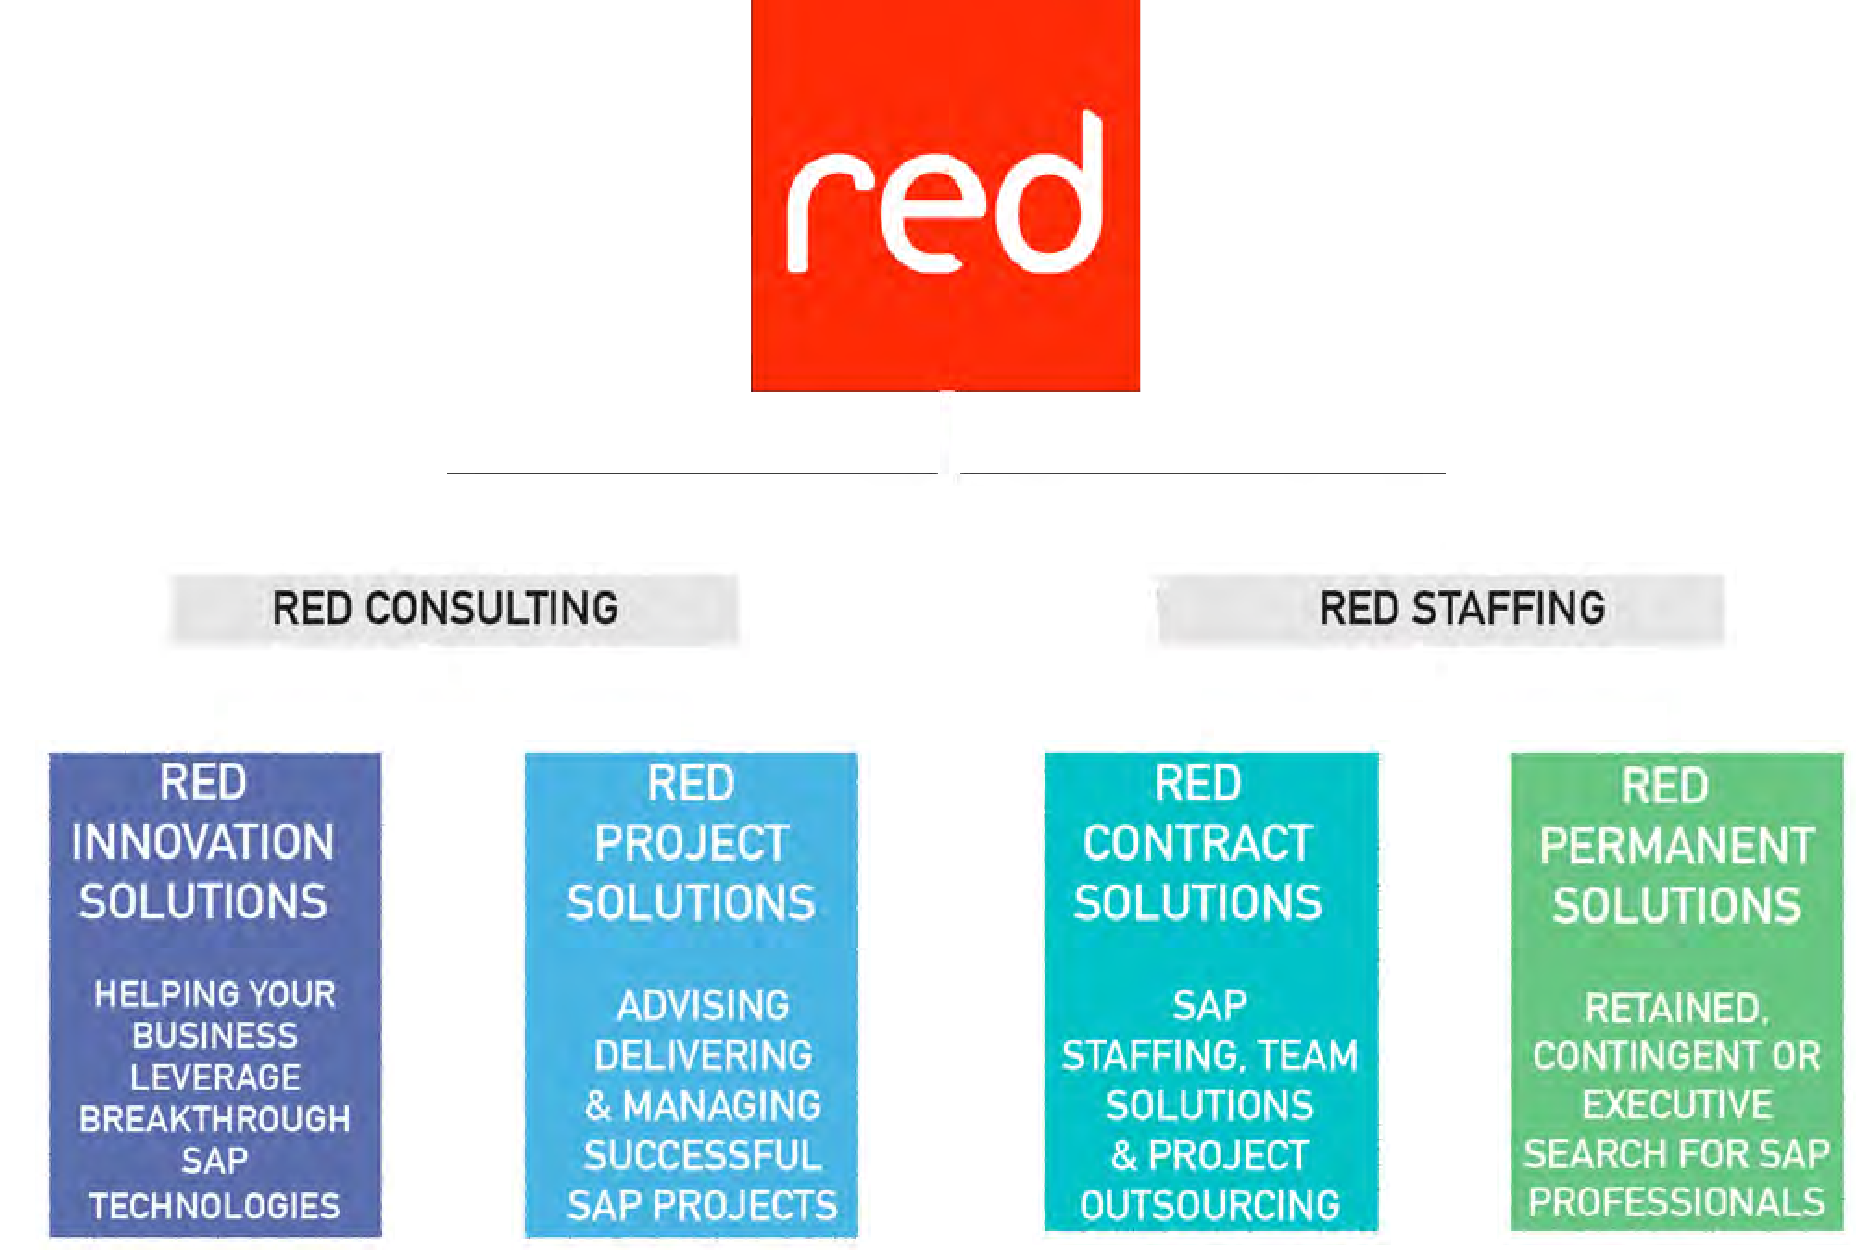 red
RED CONSULTING
RED STAFFING
RED
INNOVATION
SOLUTIONS
HELPING YOUR
BUSINESS
LEVERAGE
BREAKTHROUGH
SAP
TECHNOLOGIES
RED
PROJECT
SOLUTIONS
ADVISING
DELIVERING
& MANAGING
SUCCESSFUL
SAP PROJECTS
RED
CONTRACT
SOLUTIONS
SAP
STAFFING, TEAM
SOLUTIONS
& PROJECT
OUTSOURCING
RED
PERMANENT
SOLUTIONS
RETAINED,
CONTINGENT OR
EXECUTIVE
SEARCH FOR SAP
PROFESSIONALS